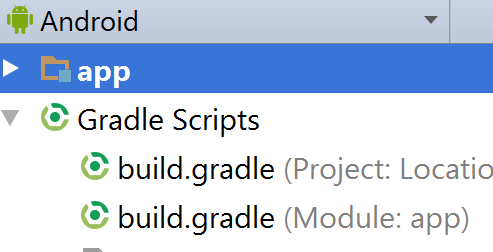 Android
app
Gradle Scripts
build.gradle (Project: Locatio
build.gradle (Module: app)